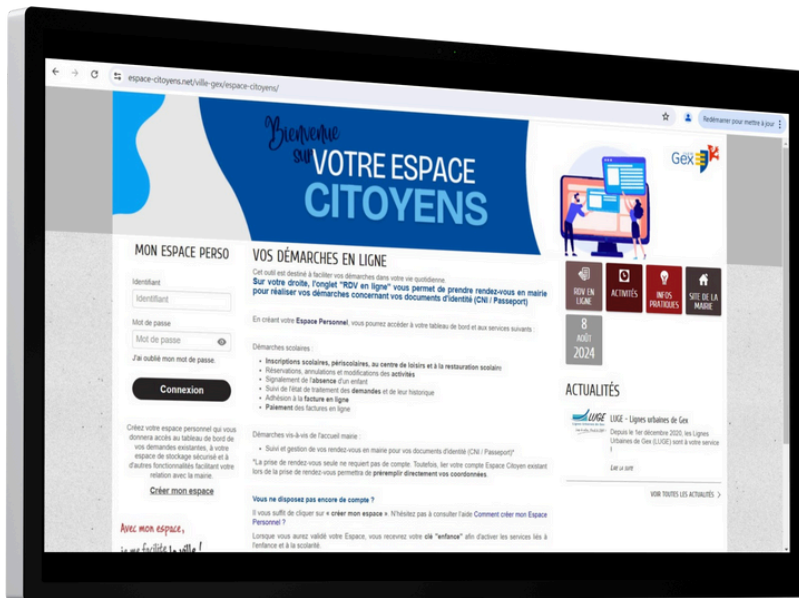 espace-citoyens.net/ville-gex/espace-citoyens/
Redémarrer pour mettre à jour
Bienvenue
sur VOTRE ESPACE
CITOYENS
Gex
MON ESPACE PERSO
Identifiant
Identifiant
Mot de passe
Mot de passe
J'ai oublié mon mot de passe.
Connexion
Créez votre espace personnel qui vous
donnera accès au tableau de bord de
vos demandes existantes, à votre
espace de stockage sécurisé et à
d'autres fonctionnalités facilitant votre
relation avec la mairie.
Créer mon espace
Avec mon espace,
je me facilite la ville !
VOS DÉMARCHES EN LIGNE
Cet outil est destiné à faciliter vos démarches dans votre vie quotidienne.
Sur votre droite, l'onglet "RDV en ligne" vous permet de prendre rendez-vous en mairie
pour réaliser vos démarches concernant vos documents d'identité (CNI / Passeport)
En créant votre Espace Personnel, vous pourrez accéder à votre tableau de bord et aux services suivants
Démarches scolaires :
• Inscriptions scolaires, périscolaires, au centre de loisirs et à la restauration scolaire
• Réservations, annulations et modifications des activités
• Signalement de l'absence d'un enfant
• Suivi de l'état de traitement des demandes et de leur historique
• Adhésion à la facture en ligne
• Paiement des factures en ligne
Démarches vis-à-vis de l'accueil mairie :
• Suivi et gestion de vos rendez-vous en mairie pour vos documents d'identité (CNI / Passeport)*
*La prise de rendez-vous seule ne requiert pas de compte. Toutefois, lier votre compte Espace Citoyen existant
lors de la prise de rendez-vous permettra de préremplir directement vos coordonnées.
Vous ne disposez pas encore de compte ?
Il vous suffit de cliquer sur « créer mon espace ». N'hésitez pas à consulter l'aide Comment créer mon Espace
Personnel ?
Lorsque vous aurez validé votre Espace, vous recevrez votre clé "enfance" afin d'activer les services liés à
l'enfance et à la scolarité.
RDV EN
LIGNE
ACTIVITÉS
INFOS
PRATIQUES
SITE DE LA
MAIRIE
8
AOÛT
2024
ACTUALITÉS
LUGE
LUGE - Lignes urbaines de Gex
Depuis le 1er décembre 2020, les Lignes
Urbaines de Gex (LUGE) sont à votre service
!
LIRE LA SUITE
VOIR TOUTES LES ACTUALITÉS >